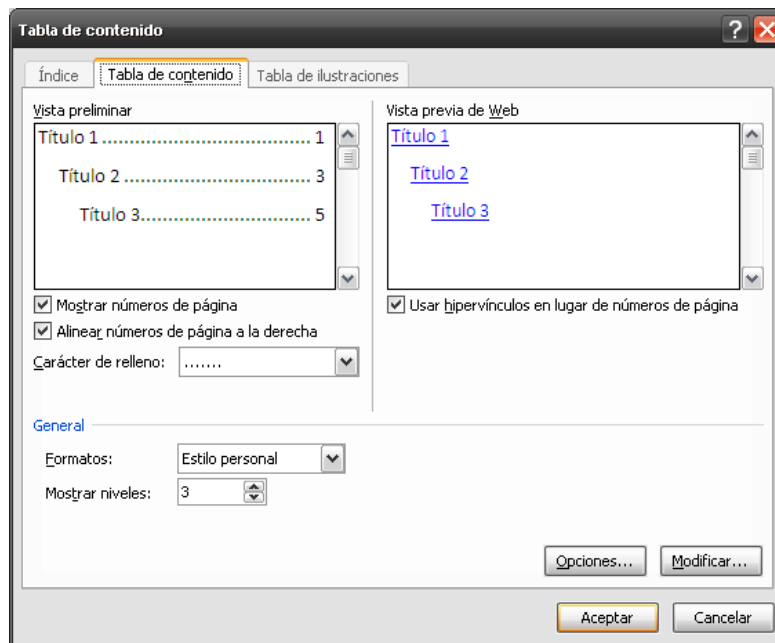 Tabla de contenido
Índice Tabla de contenido Tabla de ilustraciones
Vista preliminar
Título 1 ................................... 1
Título 2 ............................... 3
Título 3............................. 5
Mostrar números de página
Alinear números de página a la derecha
Carácter de relleno: .......
Vista previa de Web
Título 1
Título 2
Título 3
Usar hipervínculos en lugar de números de página
General
Formatos: Estilo personal
Mostrar niveles: 3
Opciones... Modificar...
Aceptar Cancelar